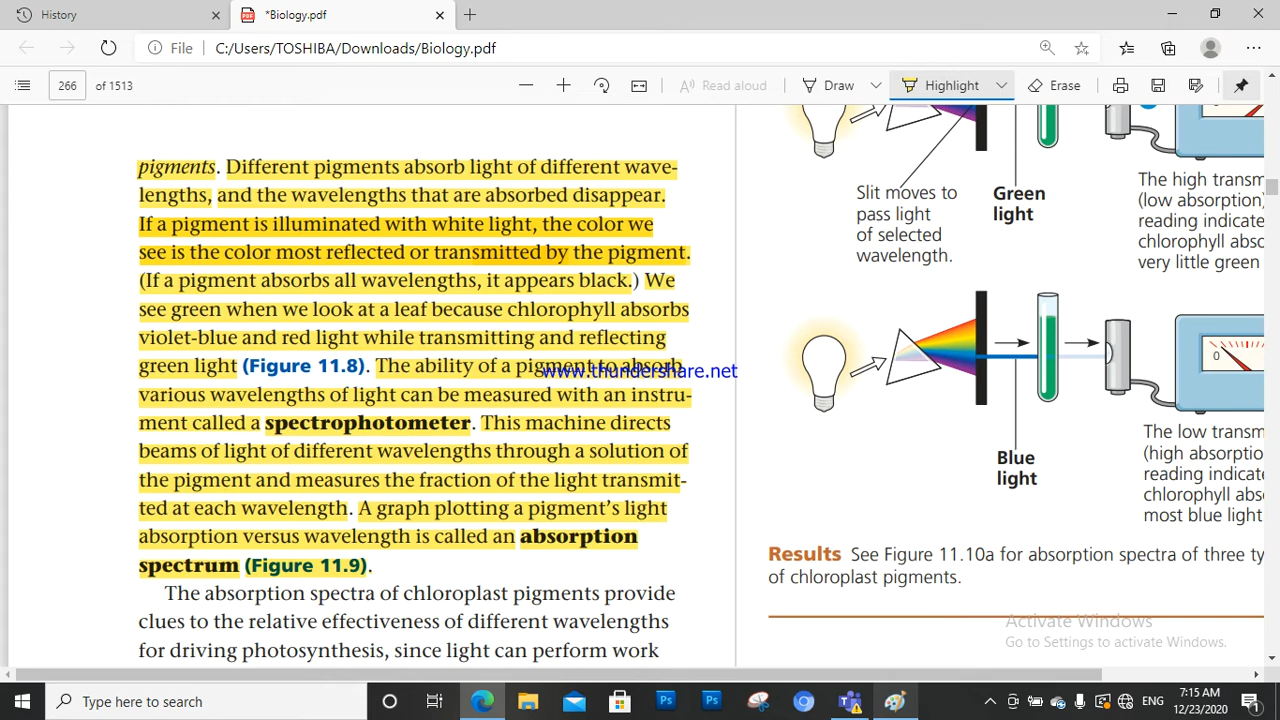 History
*Biology.pdf
File
C:/Users/TOSHIBA/Downloads/Biology.pdf
266 of 1513
Read aloud
Draw
Highlight
Erase
pigments. Different pigments absorb light of different wave-
lengths, and the wavelengths that are absorbed disappear.
If a pigment is illuminated with white light, the color we
see is the color most reflected or transmitted by the pigment.
(If a pigment absorbs all wavelengths, it appears black.) We
see green when we look at a leaf because chlorophyll absorbs
violet-blue and red light while transmitting and reflecting
green light (Figure 11.8). The ability of a pigment to absorb
www.thundershare.net
various wavelengths of light can be measured with an instru-
ment called a spectrophotometer. This machine directs
beams of light of different wavelengths through a solution of
the pigment and measures the fraction of the light transmit-
ted at each wavelength. A graph plotting a pigment's light
absorption versus wavelength is called an absorption
spectrum (Figure 11.9).
The absorption spectra of chloroplast pigments provide
clues to the relative effectiveness of different wavelengths
for driving photosynthesis, since light can perform work
Slit moves to
pass light
of selected
wavelength.
Green
light
The high transm
(low absorption)
reading indicate
chlorophyll abso
very little green
0
Blue
light
The low transm
(high absorptio
reading indicate
chlorophyll abs
most blue light
Results See Figure 11.10a for absorption spectra of three ty
of chloroplast pigments.
Activate Windows
Go to Settings to activate Windows.
Type here to search
Ps
Ps
ENG
7:15 AM
12/23/2020
1